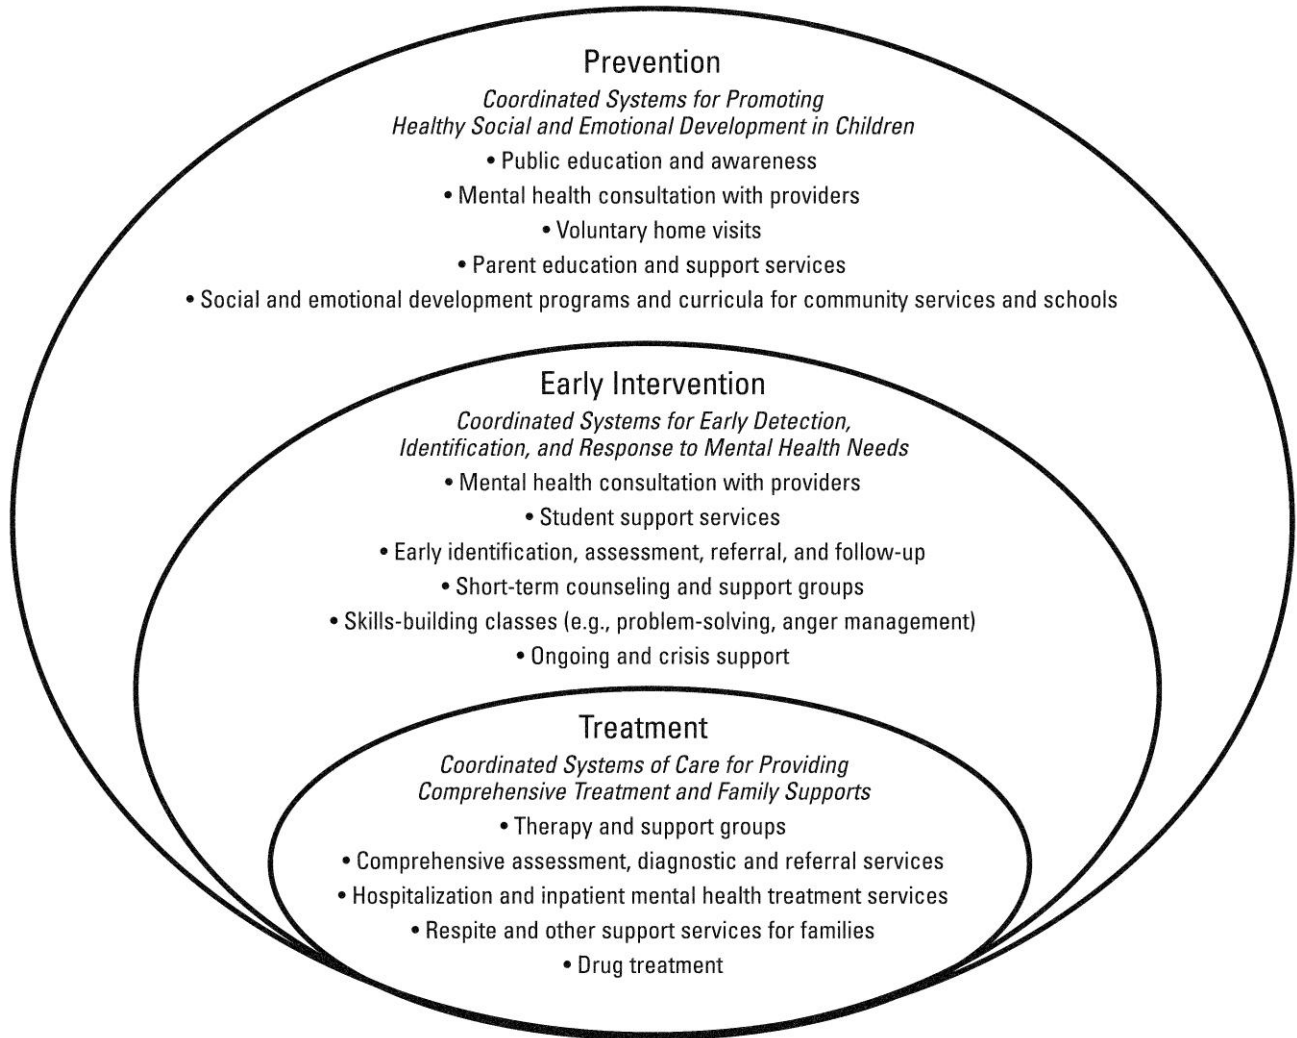 Prevention
Coordinated Systems for Promoting
Healthy Social and Emotional Development in Children
• Public education and awareness
• Mental health consultation with providers
• Voluntary home visits
• Parent education and support services
• Social and emotional development programs and curricula for community services and schools
Early Intervention
Coordinated Systems for Early Detection,
Identification, and Response to Mental Health Needs
• Mental health consultation with providers
• Student support services
• Early identification, assessment, referral, and follow-up
• Short-term counseling and support groups
• Skills-building classes (e.g., problem-solving, anger management)
• Ongoing and crisis support
Treatment
Coordinated Systems of Care for Providing
Comprehensive Treatment and Family Supports
• Therapy and support groups
• Comprehensive assessment, diagnostic and referral services
• Hospitalization and inpatient mental health treatment services
• Respite and other support services for families
• Drug treatment